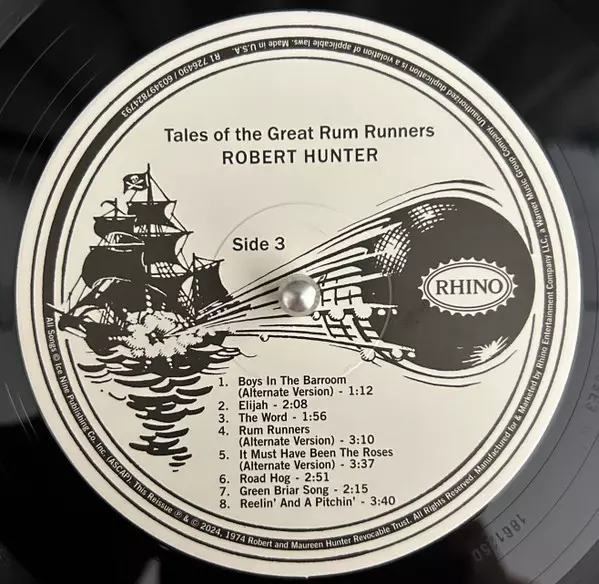 Tales of the Great Rum Runners
ROBERT HUNTER
Side 3
RHINO
1. Boys In The Barroom
(Alternate Version) - 1:12
2. Elijah - 2:08
3. The Word - 1:56
4. Rum Runners
(Alternate Version) - 3:10
5. It Must Have Been The Roses
(Alternate Version) - 3:37
6. Road Hog - 2:51
7. Green Briar Song - 2:15
8. Reelin' And A Pitchin' - 3:40
All Songs © Ice Nine Publishing Co. Inc. (ASCAP). This Reissue ℗ & © 2024, 1974 Robert and Maureen Hunter Revocable Trust. All Rights Reserved. Manufactured for & Marketed by Rhino Entertainment Company LLC, a Warner Music Group Company. Unauthorized duplication is a violation of applicable laws. Made in U.S.A. R1 726490 / 603497824793